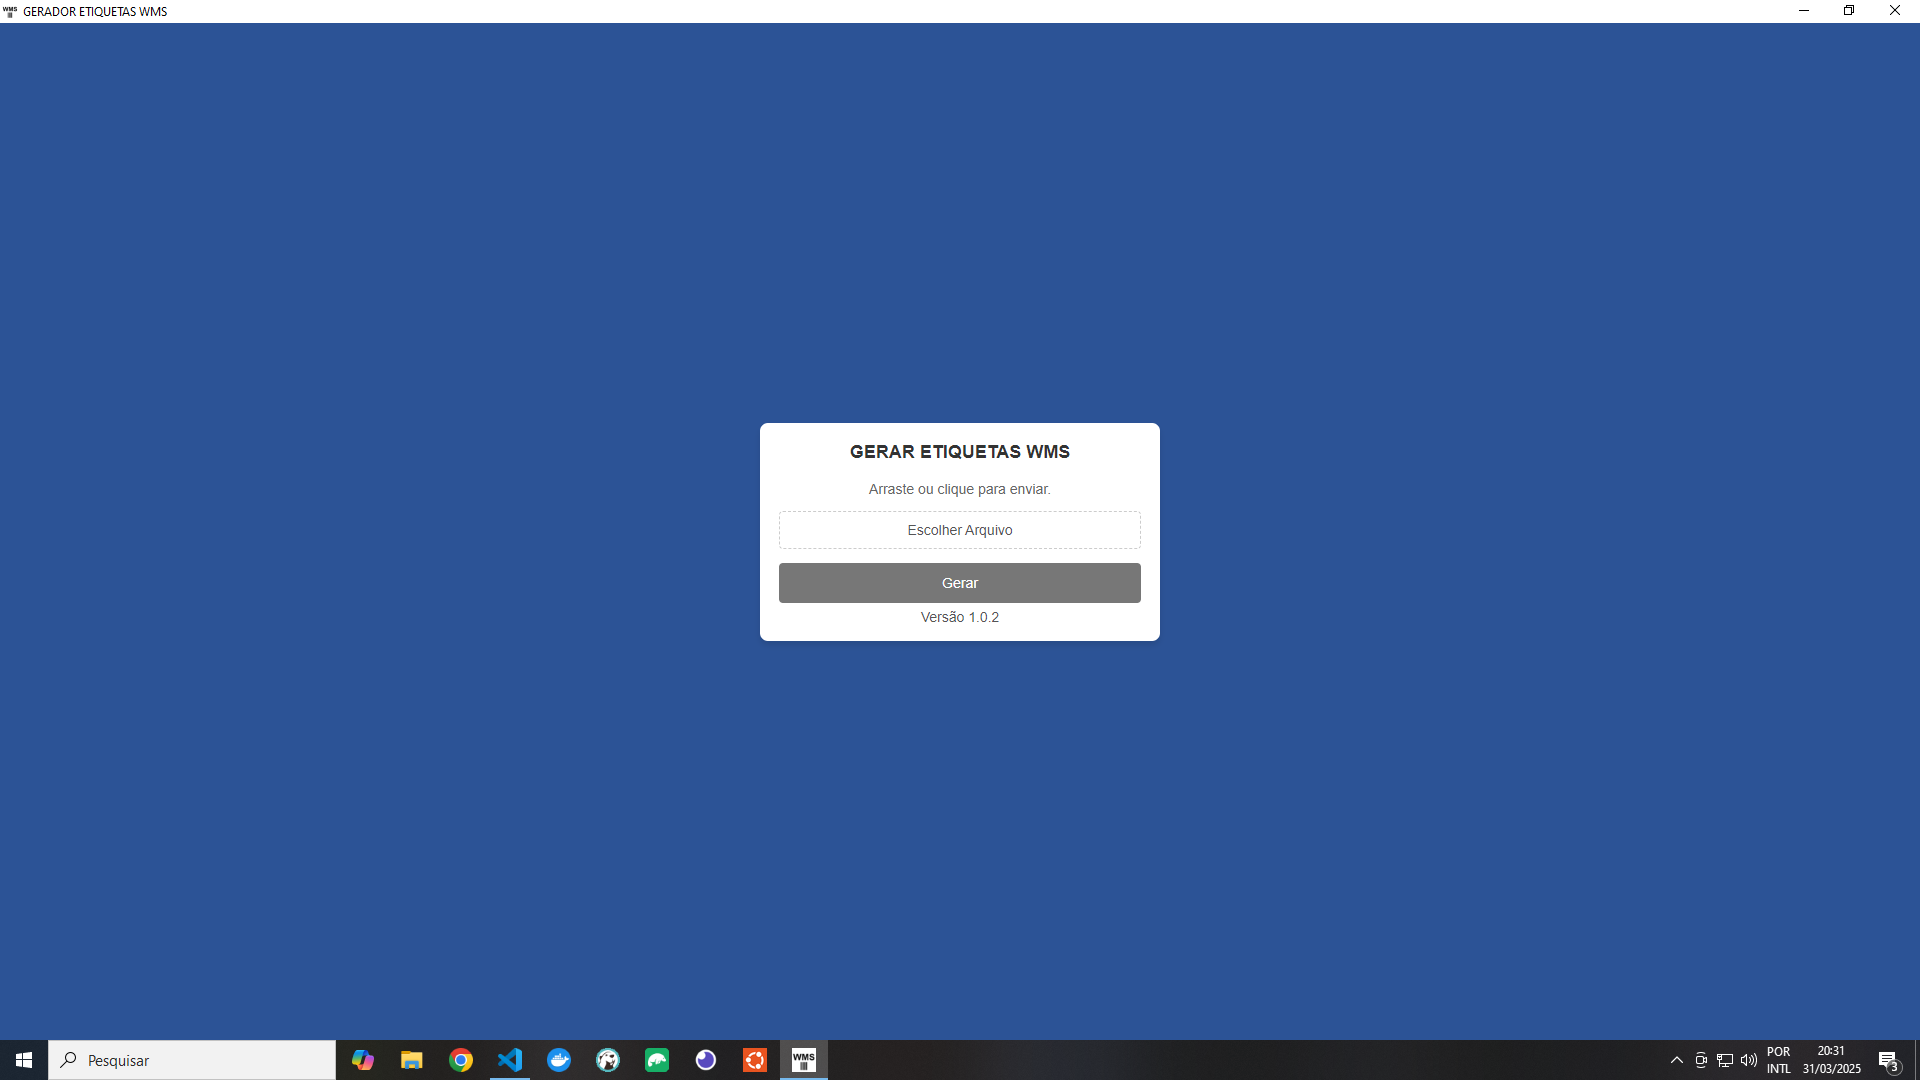 WMS GERADOR ETIQUETAS WMS
GERAR ETIQUETAS WMS
Arraste ou clique para enviar.
Escolher Arquivo
Gerar
Versão 1.0.2
Pesquisar
WMS
POR
INTL
20:31
31/03/2025
3